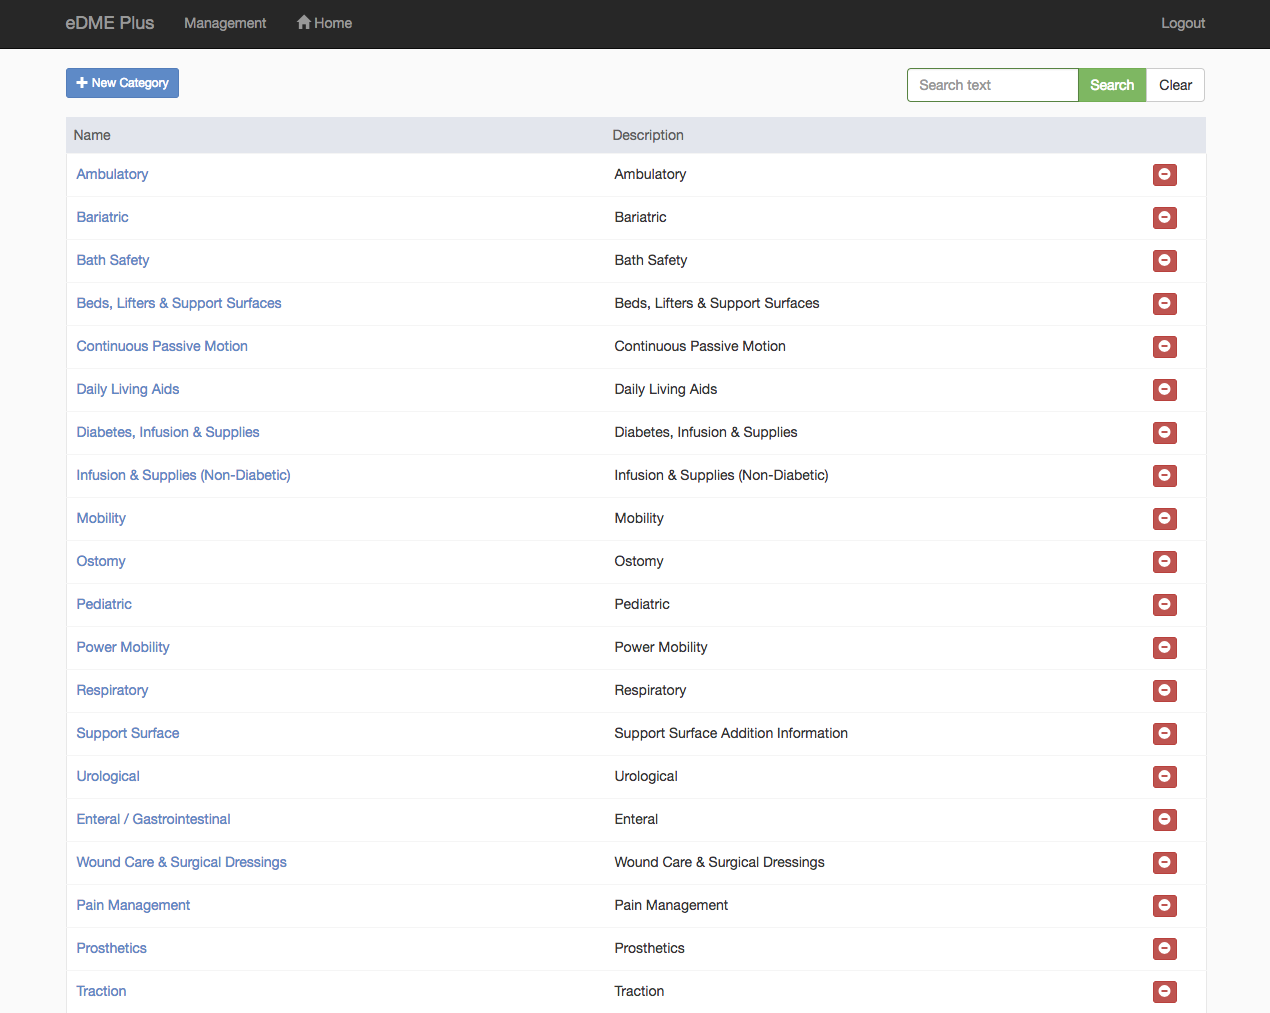 eDME Plus Management Home Logout
New Category Search text Search Clear
Name Description
Ambulatory Ambulatory
Bariatric Bariatric
Bath Safety Bath Safety
Beds, Lifters & Support Surfaces Beds, Lifters & Support Surfaces
Continuous Passive Motion Continuous Passive Motion
Daily Living Aids Daily Living Aids
Diabetes, Infusion & Supplies Diabetes, Infusion & Supplies
Infusion & Supplies (Non-Diabetic) Infusion & Supplies (Non-Diabetic)
Mobility Mobility
Ostomy Ostomy
Pediatric Pediatric
Power Mobility Power Mobility
Respiratory Respiratory
Support Surface Support Surface Addition Information
Urological Urological
Enteral / Gastrointestinal Enteral
Wound Care & Surgical Dressings Wound Care & Surgical Dressings
Pain Management Pain Management
Prosthetics Prosthetics
Traction Traction